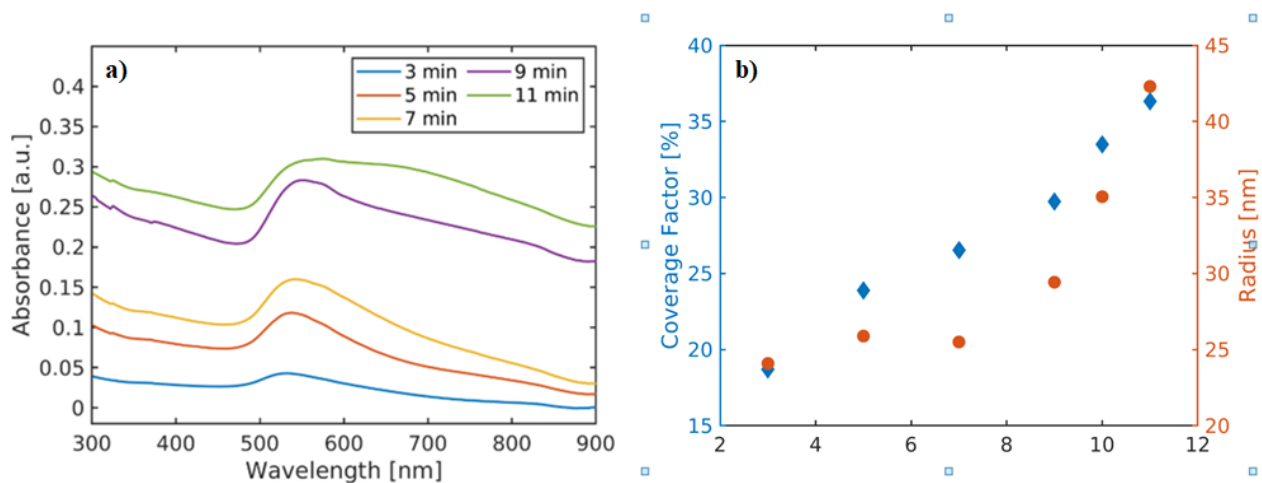 a)
3 min
5 min
7 min
9 min
11 min
0.4
0.35
0.3
0.25
0.2
0.15
0.1
0.05
0
Absorbance [a.u.]
300 400 500 600 700 800 900
Wavelength [nm]
b)
40
35
30
25
20
15
Coverage Factor [%]
45
40
35
30
25
20
Radius [nm]
2 4 6 8 10 12